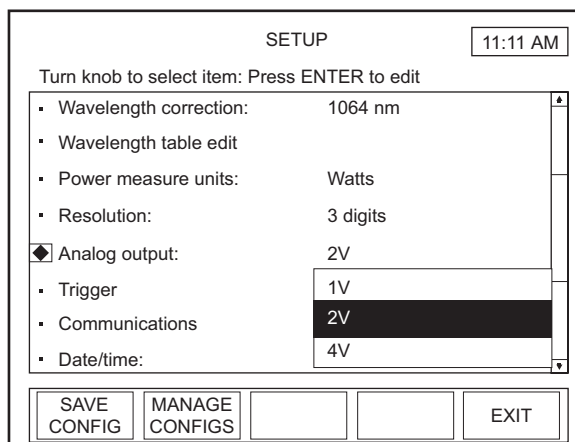 SETUP
11:11 AM
Turn knob to select item: Press ENTER to edit
Wavelength correction: 1064 nm
Wavelength table edit
Power measure units: Watts
Resolution: 3 digits
Analog output: 2V
Trigger 1V
Communications 2V
Date/time: 4V
SAVE CONFIG
MANAGE CONFIGS
EXIT